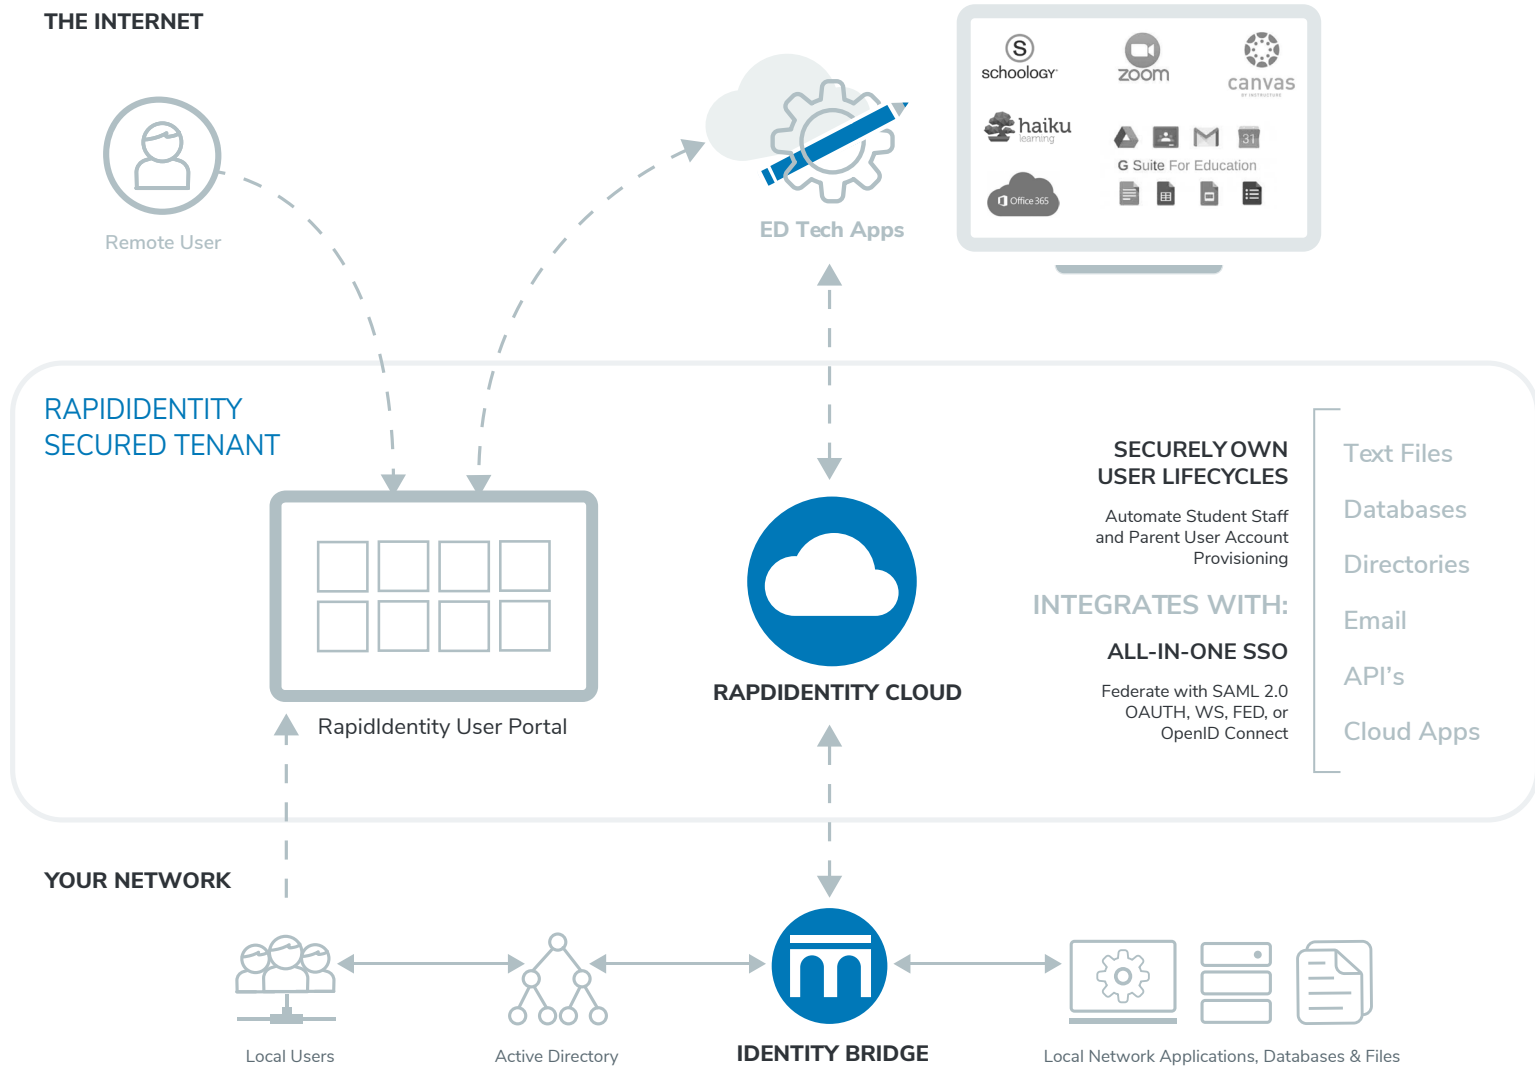 THE INTERNET
S
schoology
zoom
canvas
BY INSTRUCTURE
haiku
learning
31
G Suite For Education
Office 365
Remote User
ED Tech Apps
RAPIDIDENTITY
SECURED TENANT
SECURELY OWN
USER LIFECYCLES
Automate Student Staff
and Parent User Account
Provisioning
INTEGRATES WITH:
ALL-IN-ONE SSO
Federate with SAML 2.0
OAUTH, WS, FED, or
OpenID Connect
Text Files
Databases
Directories
Email
API's
Cloud Apps
RAPDIDENTITY CLOUD
RapidIdentity User Portal
YOUR NETWORK
Local Users
Active Directory
IDENTITY BRIDGE
Local Network Applications, Databases & Files